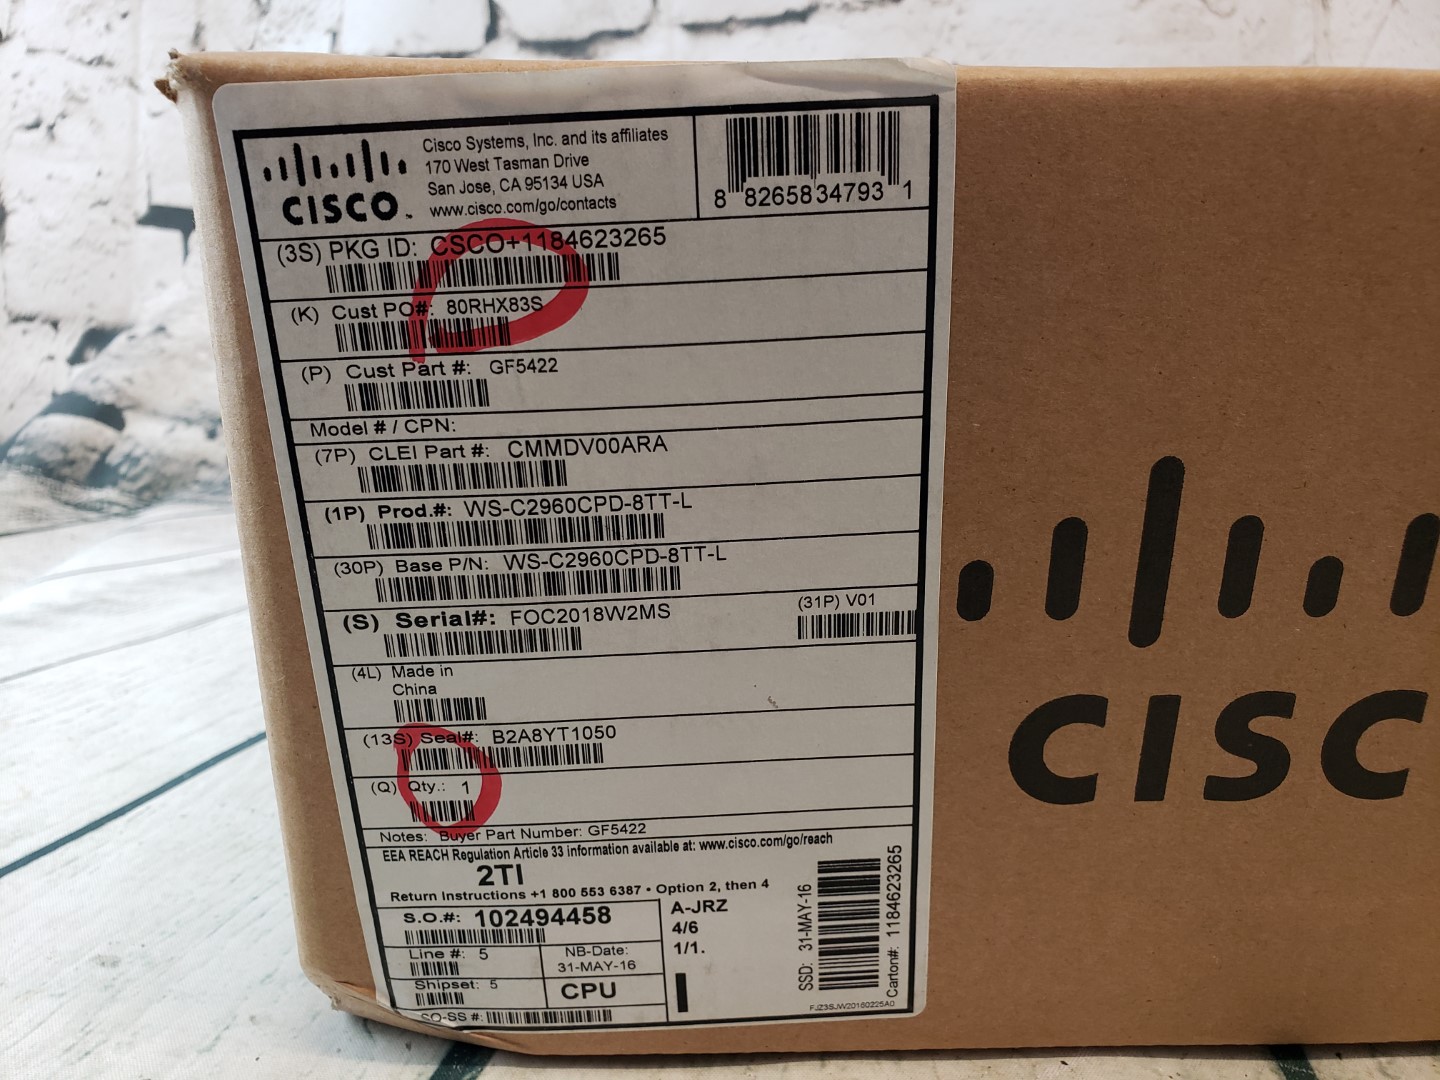 CISCO
Cisco Systems, Inc. and its affiliates
170 West Tasman Drive
San Jose, CA 95134 USA
www.cisco.com/go/contacts
8 82658 34793 1
(3S) PKG ID: CSCO+1184623265
(K) Cust PO#: 80RHX83S
(P) Cust Part #: GF5422
Model # / CPN:
(7P) CLEI Part #: CMMDV00ARA
(1P) Prod.#: WS-C2960CPD-8TT-L
(30P) Base P/N: WS-C2960CPD-8TT-L
(S) Serial#: FOC2018W2MS
(31P) V01
(4L) Made in
China
(13S) Seal#: B2A8YT1050
(Q) Qty.: 1
Notes: Buyer Part Number: GF5422
EEA REACH Regulation Article 33 information available at: www.cisco.com/go/reach
2TI
Return Instructions +1 800 553 6387 • Option 2, then 4
S.O.#: 102494458
Line #: 5
NB-Date:
31-MAY-16
Shipset: 5
CPU
SO-SS #:
A-JRZ
4/6
1/1.
SSD: 31-MAY-16
Carton#: 1184623265
FJZ3SJW20160225A0
CISC